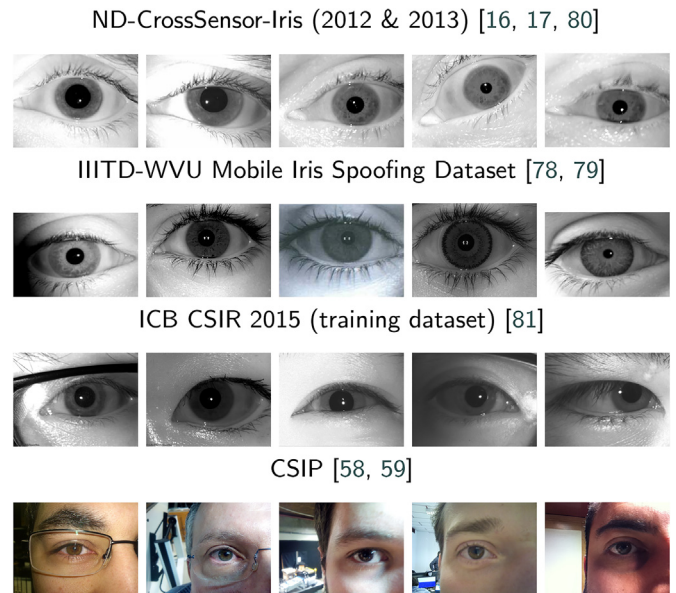 ND-CrossSensor-Iris (2012 & 2013) [16, 17, 80]
IIITD-WVU Mobile Iris Spoofing Dataset [78, 79]
ICB CSIR 2015 (training dataset) [81]
CSIP [58, 59]